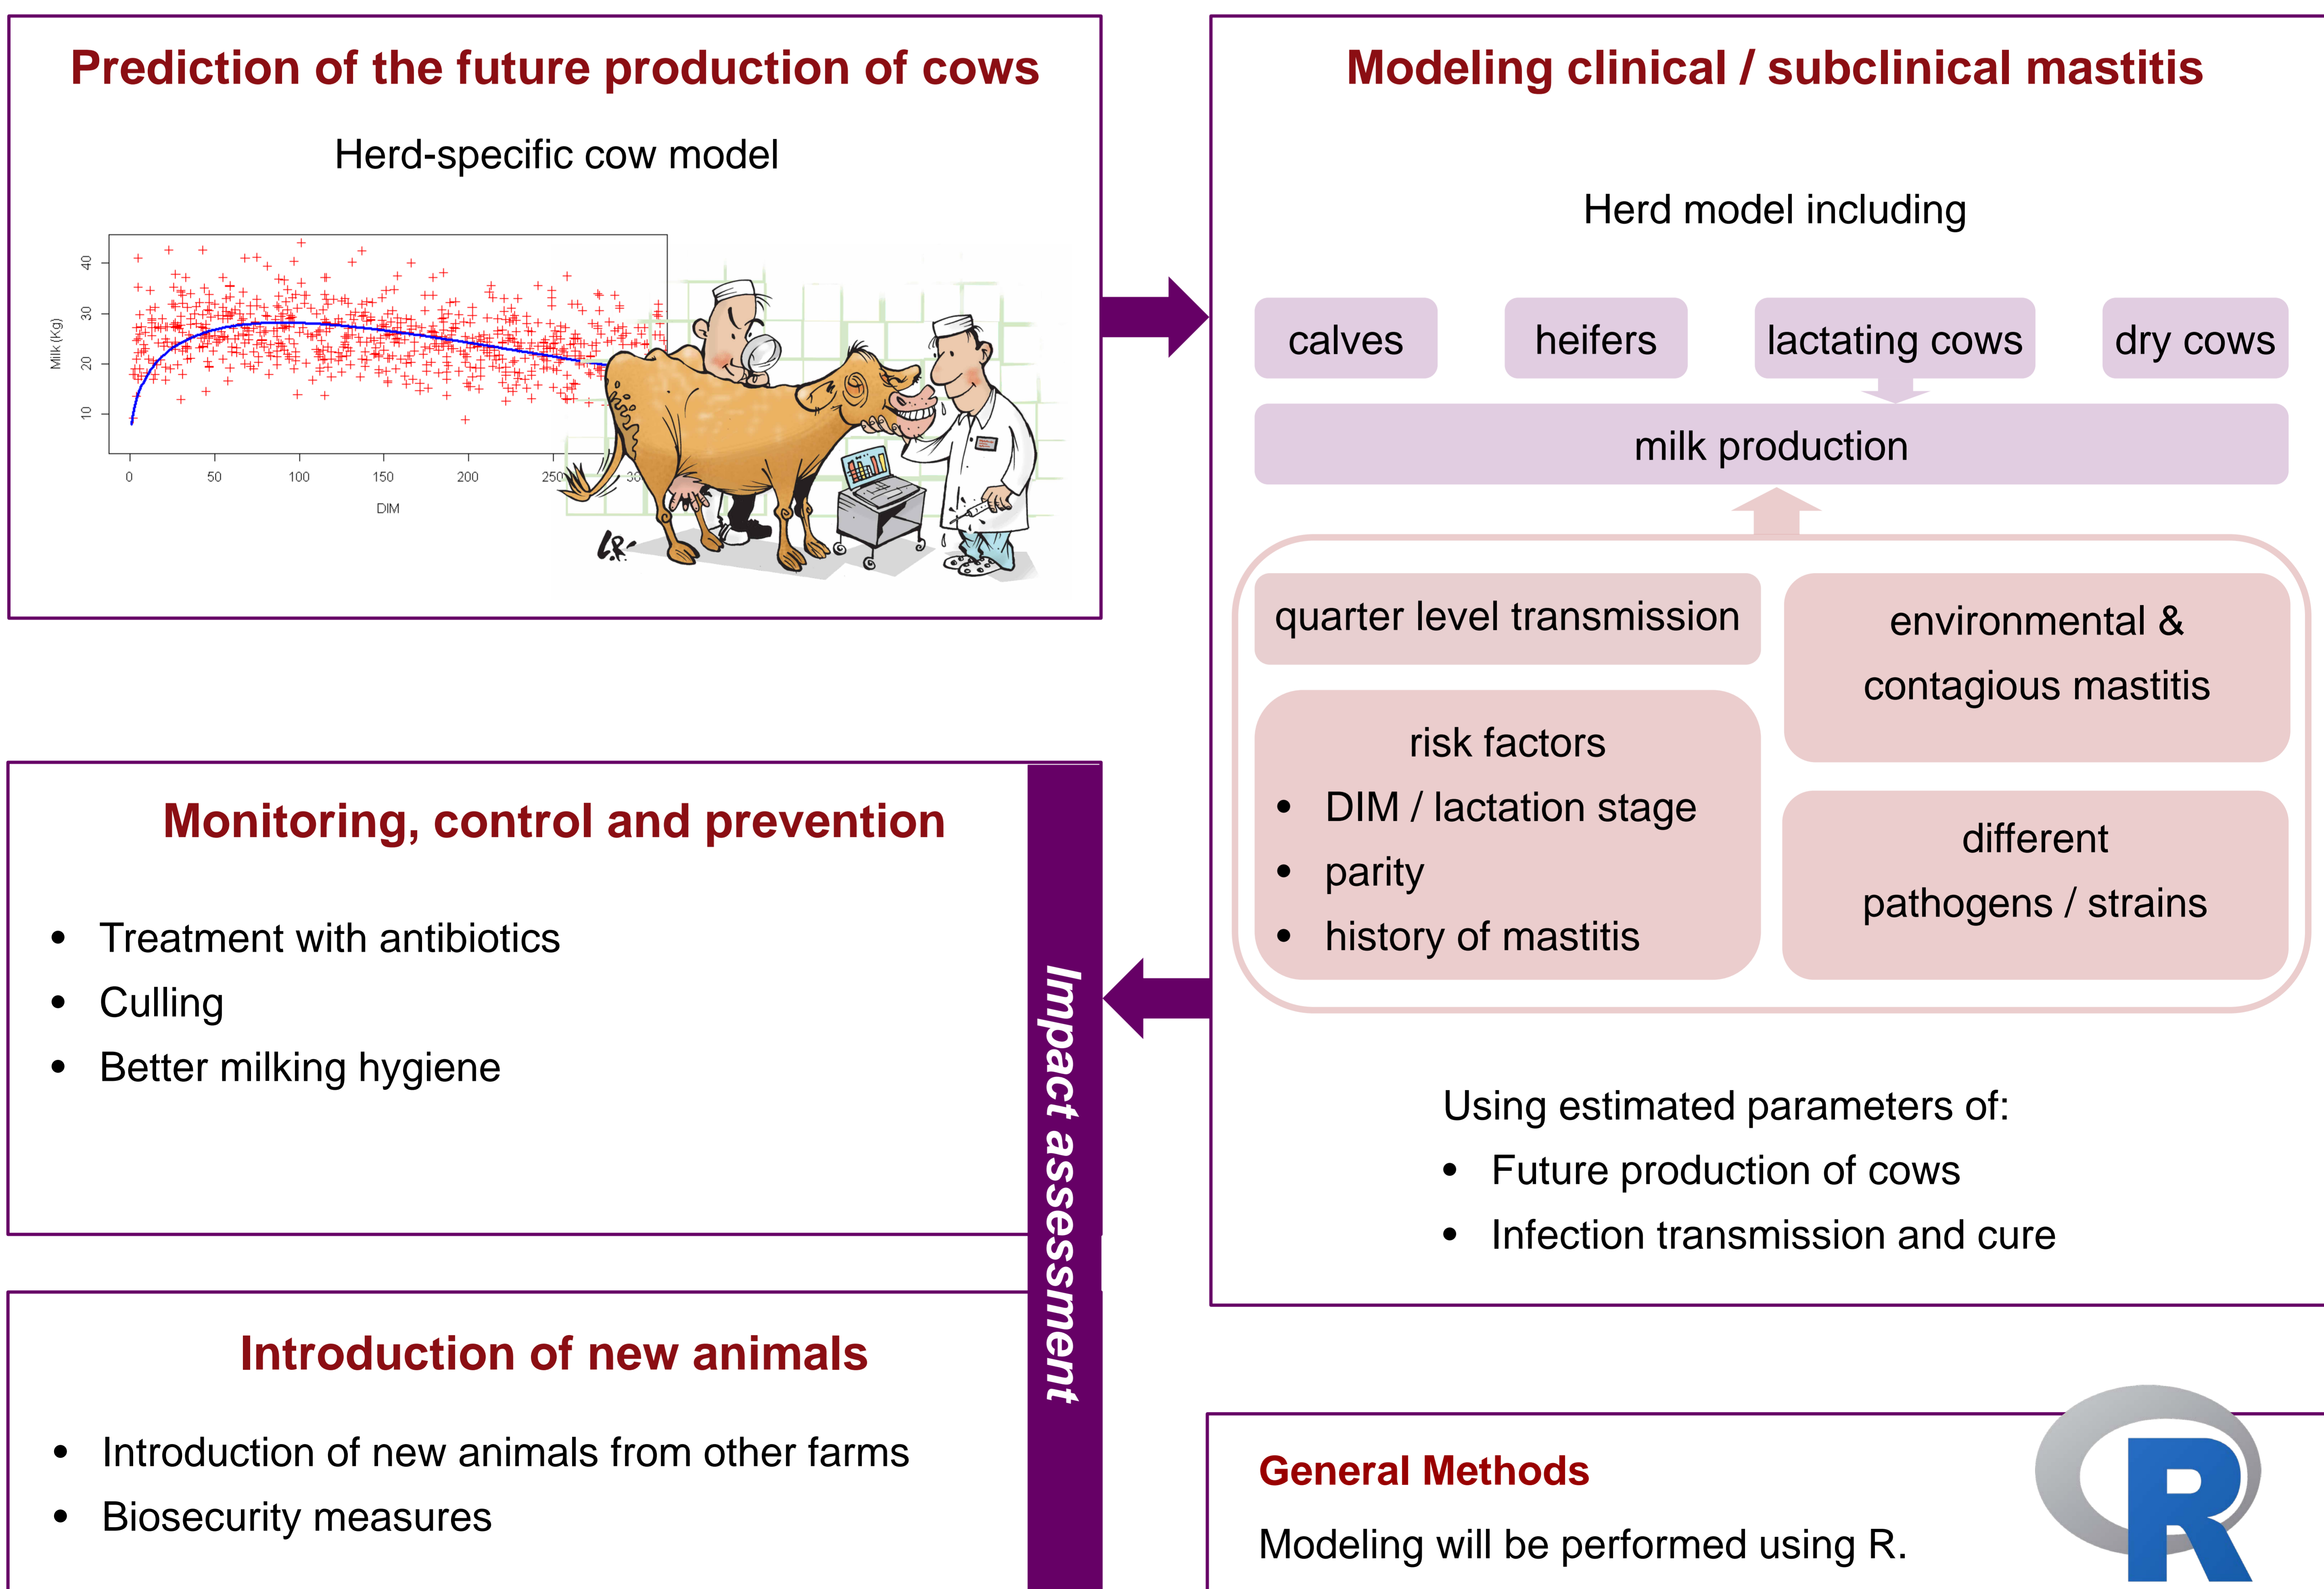 Prediction of the future production of cows
Herd-specific cow model
40
30
20
10
Milk (Kg)
0 50 100 150 200 250 30
DIM
L.R.
Modeling clinical / subclinical mastitis
Herd model including
calves heifers lactating cows dry cows
milk production
quarter level transmission
environmental &
contagious mastitis
risk factors
• DIM / lactation stage
• parity
• history of mastitis
different
pathogens / strains
Using estimated parameters of:
• Future production of cows
• Infection transmission and cure
Monitoring, control and prevention
• Treatment with antibiotics
• Culling
• Better milking hygiene
Impact assessment
Introduction of new animals
• Introduction of new animals from other farms
• Biosecurity measures
General Methods
Modeling will be performed using R.
R